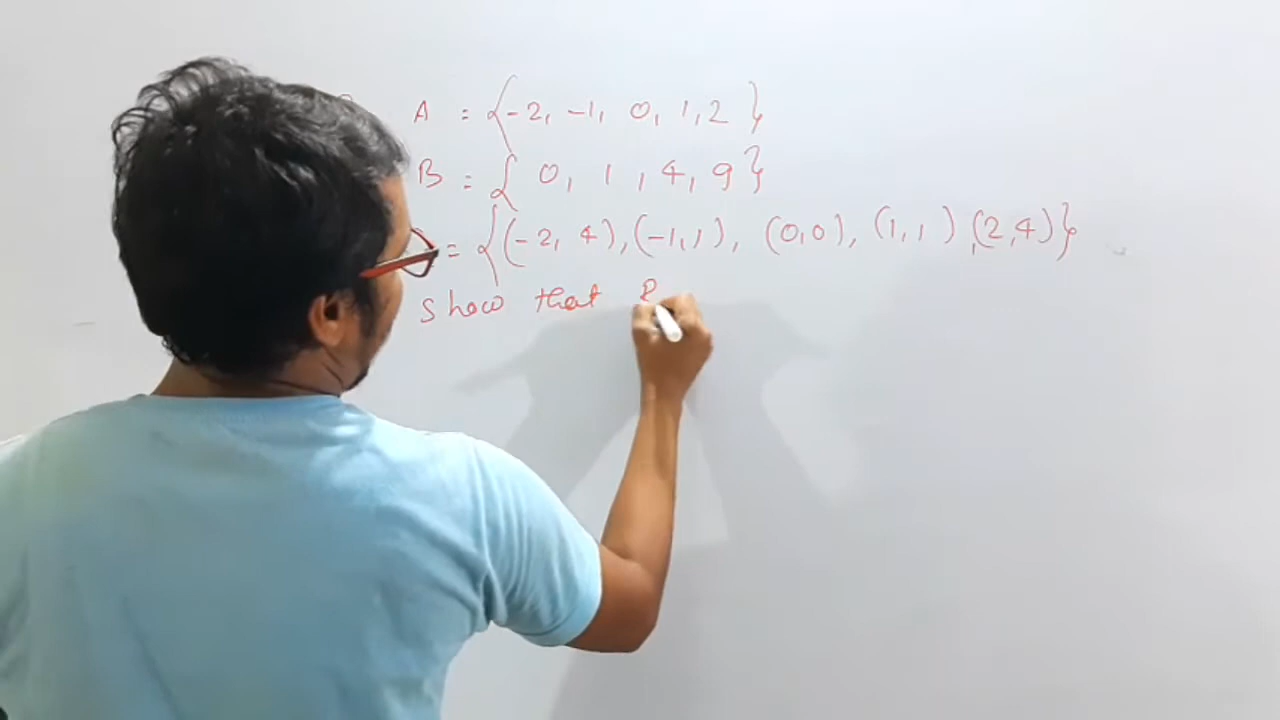 A = {-2, -1, 0, 1, 2}
B = { 0, 1, 4, 9}
= {(-2, 4), (-1, 1), (0,0), (1, 1), (2, 4)}
show that R